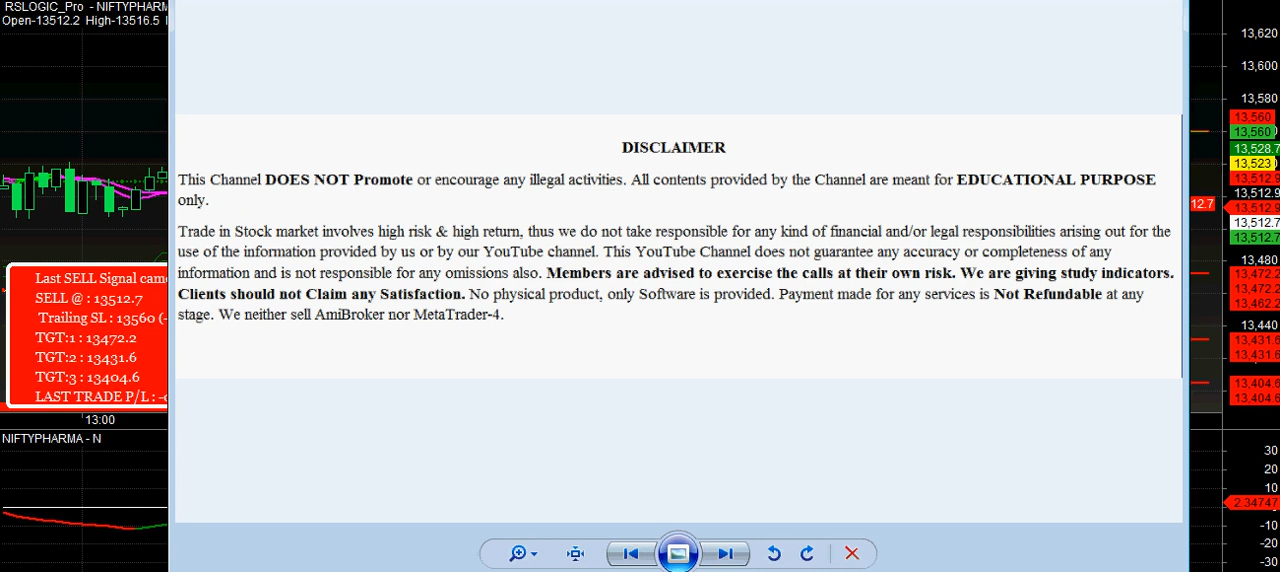 RSLOGIC_Pro - NIFTYPHARM
Open-13512.2 High-13516.5
DISCLAIMER
This Channel DOES NOT Promote or encourage any illegal activities. All contents provided by the Channel are meant for EDUCATIONAL PURPOSE
only.
Trade in Stock market involves high risk & high return, thus we do not take responsible for any kind of financial and/or legal responsibilities arising out for the
use of the information provided by us or by our YouTube channel. This YouTube Channel does not guarantee any accuracy or completeness of any
information and is not responsible for any omissions also. Members are advised to exercise the calls at their own risk. We are giving study indicators.
Clients should not Claim any Satisfaction. No physical product, only Software is provided. Payment made for any services is Not Refundable at any
stage. We neither sell AmiBroker nor MetaTrader-4.
Last SELL Signal cam
SELL @ : 13512.7
Trailing SL : 13560 (-
TGT:1 : 13472.2
TGT:2 : 13431.6
TGT:3 : 13404.6
LAST TRADE P/L : -
13:00
NIFTYPHARMA - N
13,620
13,600
13,580
13,560
13,560
13,528.7
13,523
13,512.9
13,512.9
12.7
13,512.9
13,512.7
13,512.7
13,480
13,472.2
13,472.2
13,462.2
13,440
13,431.6
13,431.6
13,404.6
13,404.6
30
20
10
2.34747
-10
-20
-30